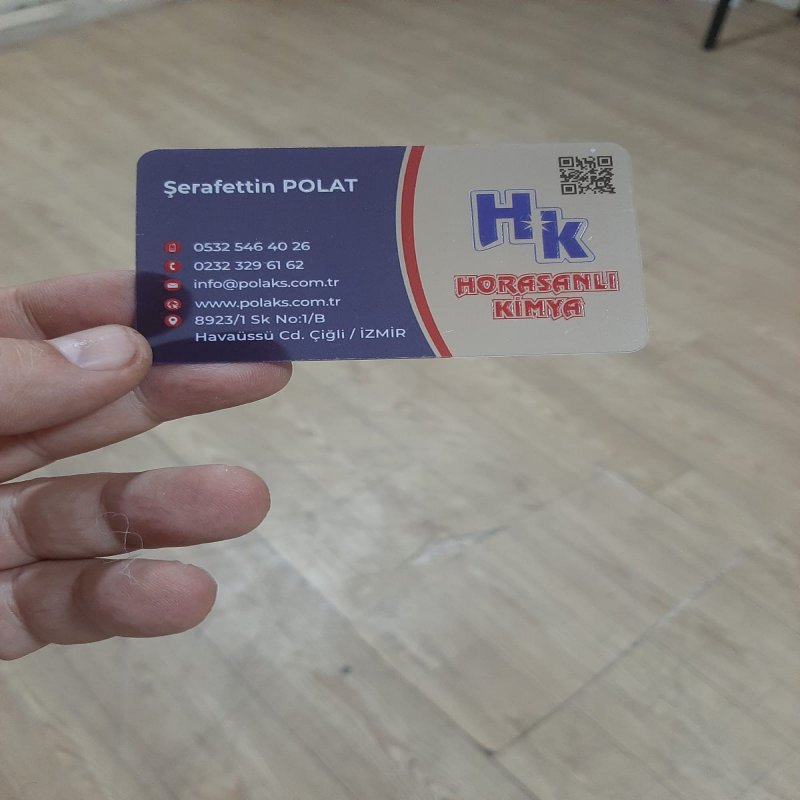 Şerafettin POLAT
0532 546 40 26
0232 329 61 62
info@polaks.com.tr
www.polaks.com.tr
8923/1 Sk No:1/B
Havaüssü Cd. Çiğli / İZMİR
HK
HORASANLI
KİMYA